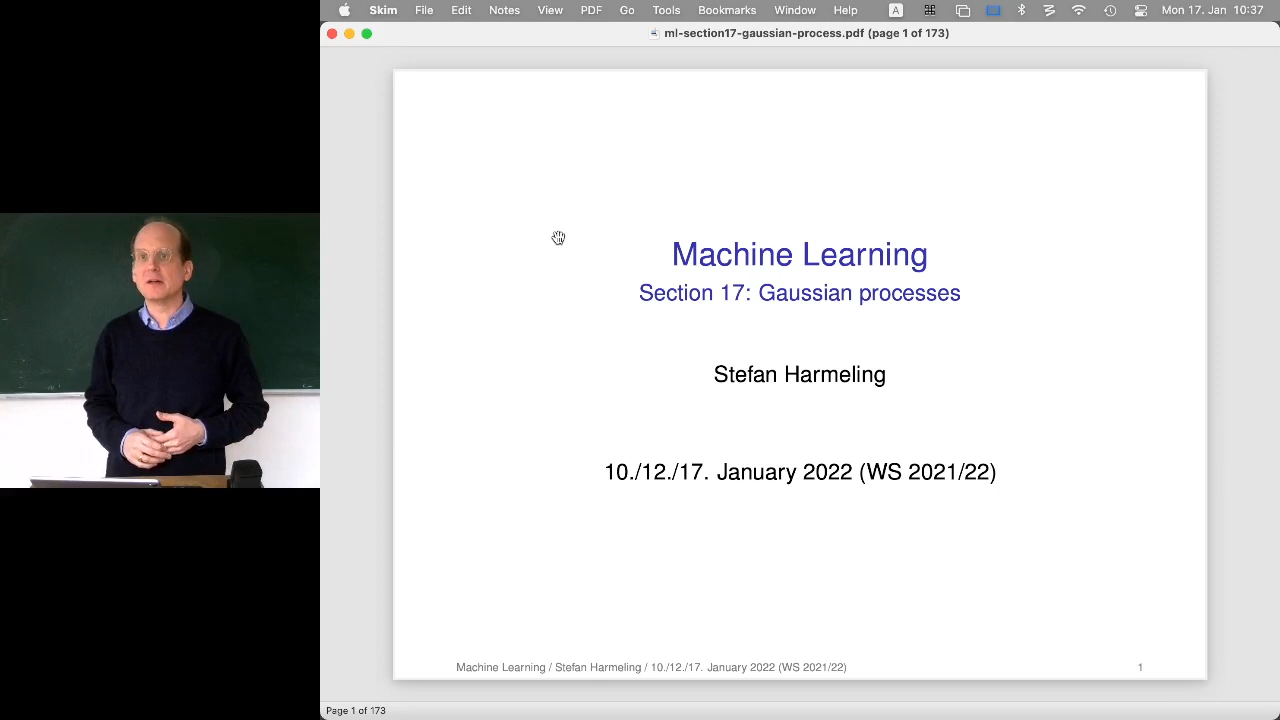 Skim File Edit Notes View PDF Go Tools Bookmarks Window Help A Mon 17. Jan 10:37
ml-section17-gaussian-process.pdf (page 1 of 173)
Machine Learning
Section 17: Gaussian processes
Stefan Harmeling
10./12./17. January 2022 (WS 2021/22)
Machine Learning / Stefan Harmeling / 10./12./17. January 2022 (WS 2021/22) 1
Page 1 of 173